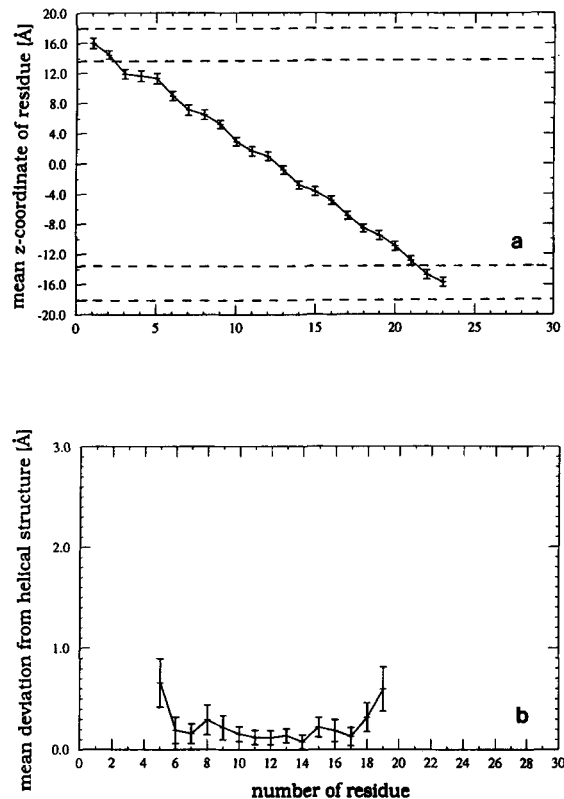 mean z-coordinate of residue [Å]
20.0
16.0
12.0
8.0
4.0
0.0
-4.0
-8.0
-12.0
-16.0
-20.0
a
0 5 10 15 20 25 30
mean deviation from helical structure [Å]
3.0
2.0
1.0
0.0
b
0 2 4 6 8 10 12 14 16 18 20 22 24 26 28 30
number of residue